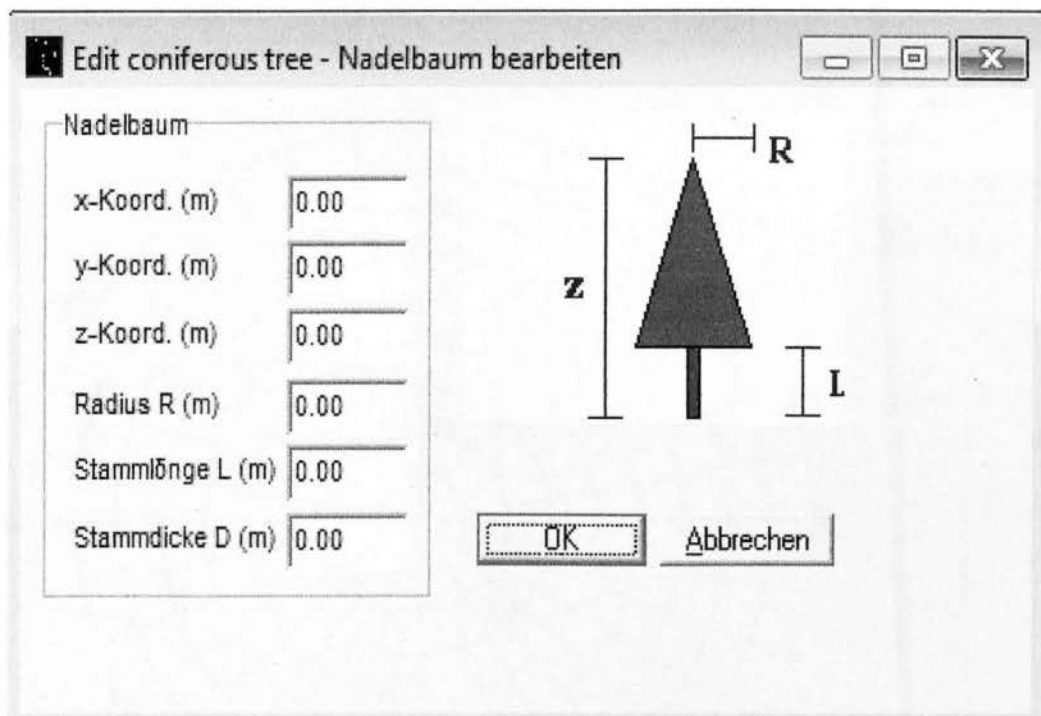 Edit coniferous tree - Nadelbaum bearbeiten
Nadelbaum
x-Koord. (m) 0.00
y-Koord. (m) 0.00
z-Koord. (m) 0.00
Radius R (m) 0.00
Stammlõnge L (m) 0.00
Stammdicke D (m) 0.00
R
z
L
OK Abbrechen